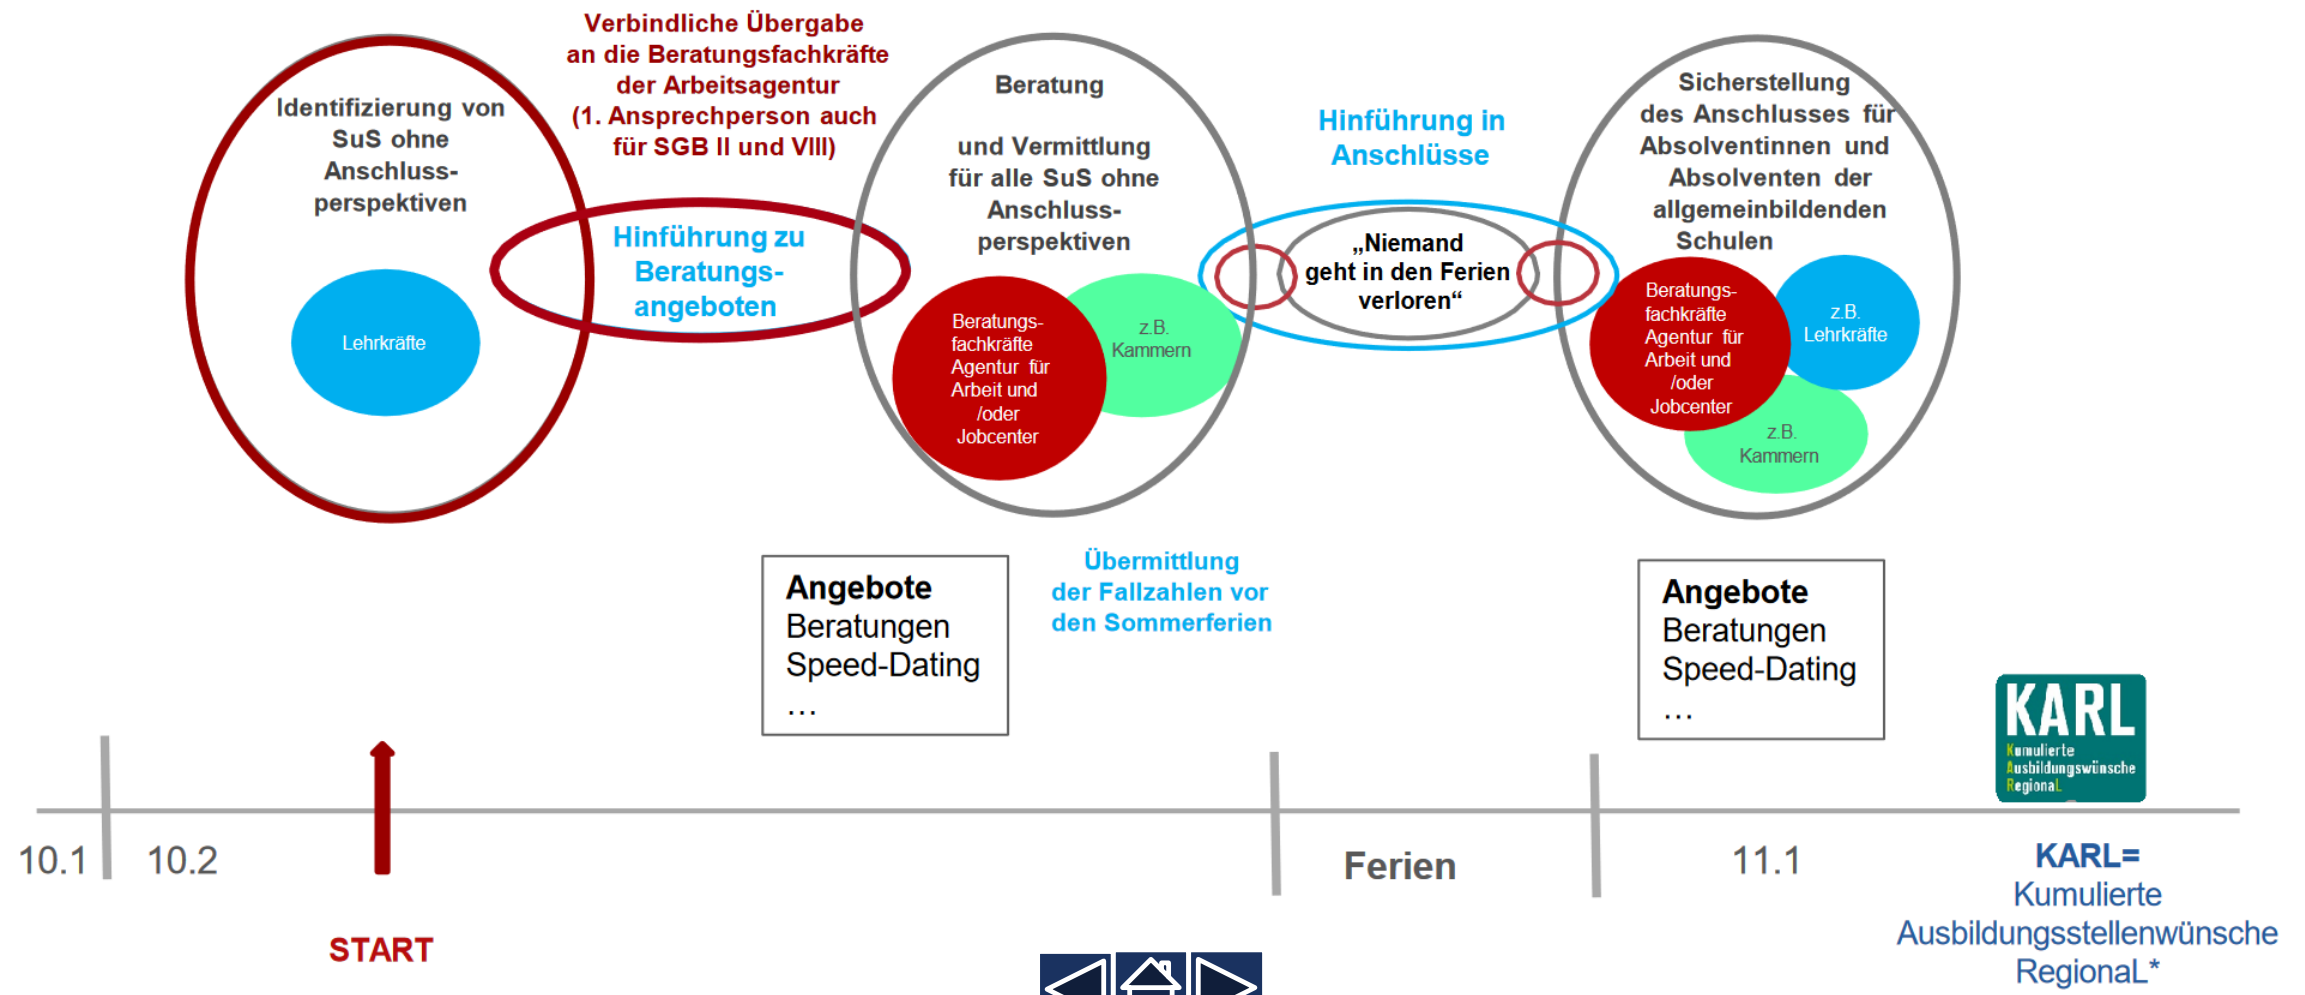 Identifizierung von
SuS ohne
Anschluss-
perspektiven
Lehrkräfte
Verbindliche Übergabe
an die Beratungsfachkräfte
der Arbeitsagentur
(1. Ansprechperson auch
für SGB II und VIII)
Hinführung zu
Beratungs-
angeboten
Beratung
und Vermittlung
für alle SuS ohne
Anschluss-
perspektiven
Beratungs-
fachkräfte
Agentur für
Arbeit und
/oder
Jobcenter
z.B.
Kammern
Hinführung in
Anschlüsse
„Niemand
geht in den Ferien
verloren“
Sicherstellung
des Anschlusses für
Absolventinnen und
Absolventen der
allgemeinbildenden
Schulen
Beratungs-
fachkräfte
Agentur für
Arbeit und
/oder
Jobcenter
z.B.
Lehrkräfte
z.B.
Kammern
Angebote
Beratungen
Speed-Dating
…
Übermittlung
der Fallzahlen vor
den Sommerferien
Angebote
Beratungen
Speed-Dating
…
KARL
Kumulierte
Ausbildungswünsche
RegionaL
10.1
10.2
START
Ferien
11.1
KARL=
Kumulierte
Ausbildungsstellenwünsche
RegionaL*